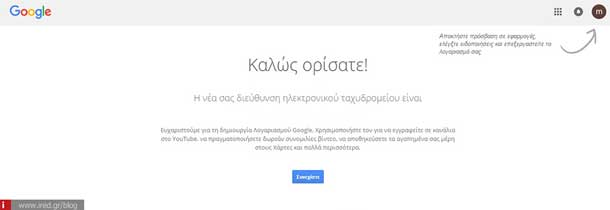 Google
m
Αποκτήστε πρόσβαση σε εφαρμογές,
ελέγξτε ειδοποιήσεις και επεξεργαστείτε το
λογαριασμό σας
Καλώς ορίσατε!
Η νέα σας διεύθυνση ηλεκτρονικού ταχυδρομείου είναι
Ευχαριστούμε για τη δημιουργία Λογαριασμού Google. Χρησιμοποιήστε τον για να εγγραφείτε σε κανάλια
στο YouTube, να πραγματοποιήσετε δωρεάν συνομιλίες βίντεο, να αποθηκεύσετε τα αγαπημένα σας μέρη
στους Χάρτες και πολλά περισσότερα.
Συνεχίστε
i www.inid.gr/blog